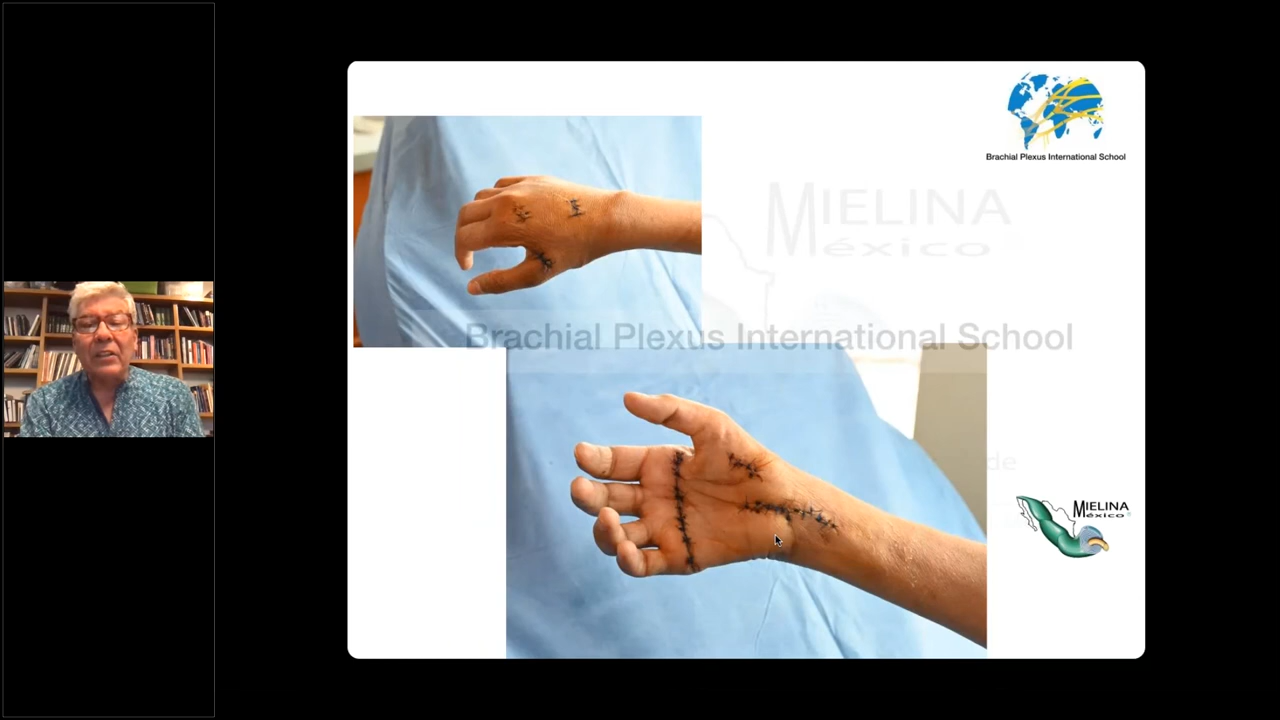 Brachial Plexus International School
MIELINA
México
Brachial Plexus International School
de
MIELINA
México